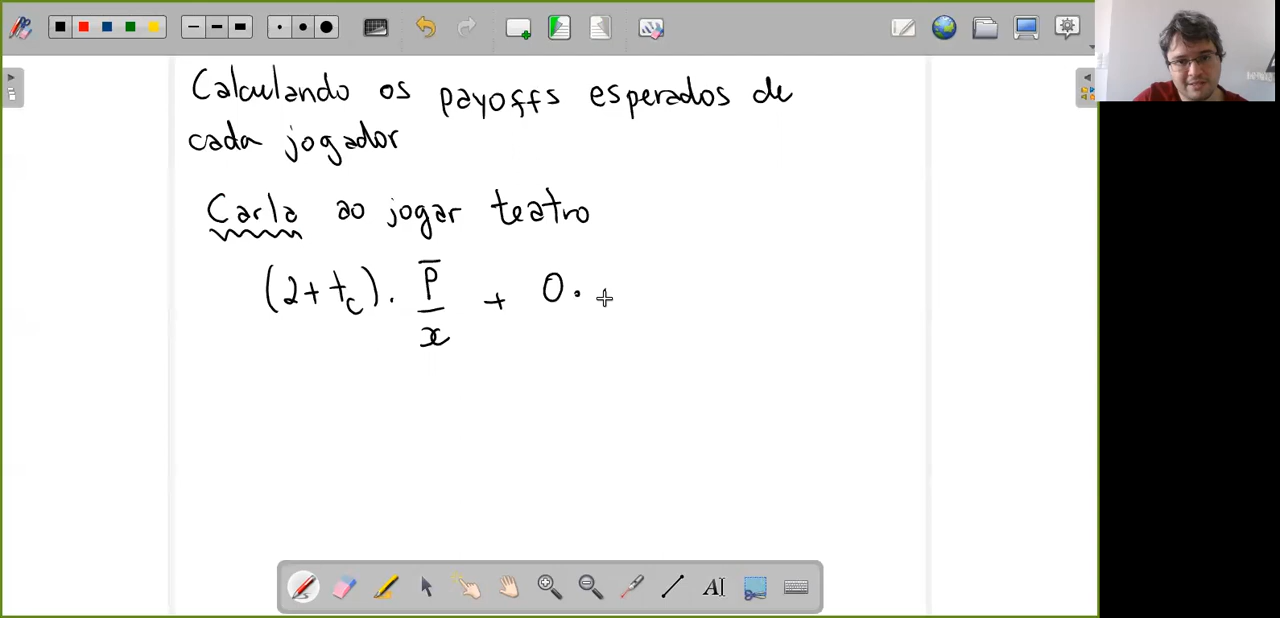 Calculando os payoffs esperados de
cada jogador
Carla ao jogar teatro
(2 + t_c) · p̅/x + 0 ·